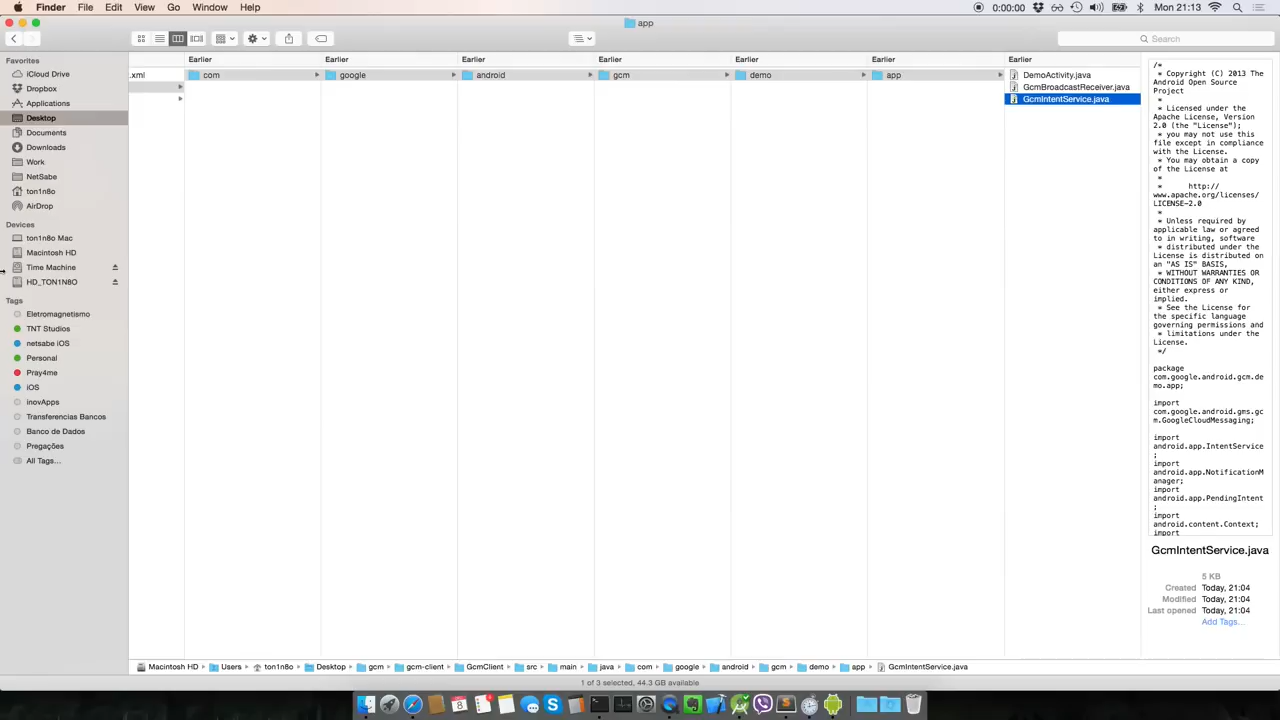 Finder File Edit View Go Window Help 0:00:00 Mon 21:13
app
Search
Favorites
iCloud Drive
Dropbox
Applications
Desktop
Documents
Downloads
Work
NetSabe
ton1n8o
AirDrop
Devices
ton1n8o Mac
Macintosh HD
Time Machine
HD_TON1N8O
Tags
Eletromagnetismo
TNT Studios
netsabe iOS
Personal
Pray4me
iOS
inovApps
Transferencias Bancos
Banco de Dados
Pregações
All Tags...
.xml
Earlier
com
Earlier
google
Earlier
android
Earlier
gcm
Earlier
demo
Earlier
app
Earlier
DemoActivity.java
GcmBroadcastReceiver.java
GcmIntentService.java
/*
* Copyright (C) 2013 The
Android Open Source
Project
*
* Licensed under the
Apache License, Version
2.0 (the "License");
* you may not use this
file except in compliance
with the License.
* You may obtain a copy
of the License at
*
* http://
www.apache.org/licenses/
LICENSE-2.0
*
* Unless required by
applicable law or agreed
to in writing, software
* distributed under the
License is distributed on
an "AS IS" BASIS,
* WITHOUT WARRANTIES OR
CONDITIONS OF ANY KIND,
either express or
implied.
* See the License for
the specific language
governing permissions and
* limitations under the
License.
*/
package
com.google.android.gcm.de
mo.app;
import
com.google.android.gms.gc
m.GoogleCloudMessaging;
import
android.app.IntentService
;
import
android.app.NotificationM
anager;
import
android.app.PendingIntent
;
import
android.content.Context;
import
GcmIntentService.java
5 KB
Created Today, 21:04
Modified Today, 21:04
Last opened Today, 21:04
Add Tags...
Macintosh HD Users ton1n8o Desktop gcm gcm-client GcmClient src main java com google android gcm demo app GcmIntentService.java
1 of 3 selected, 44.3 GB available